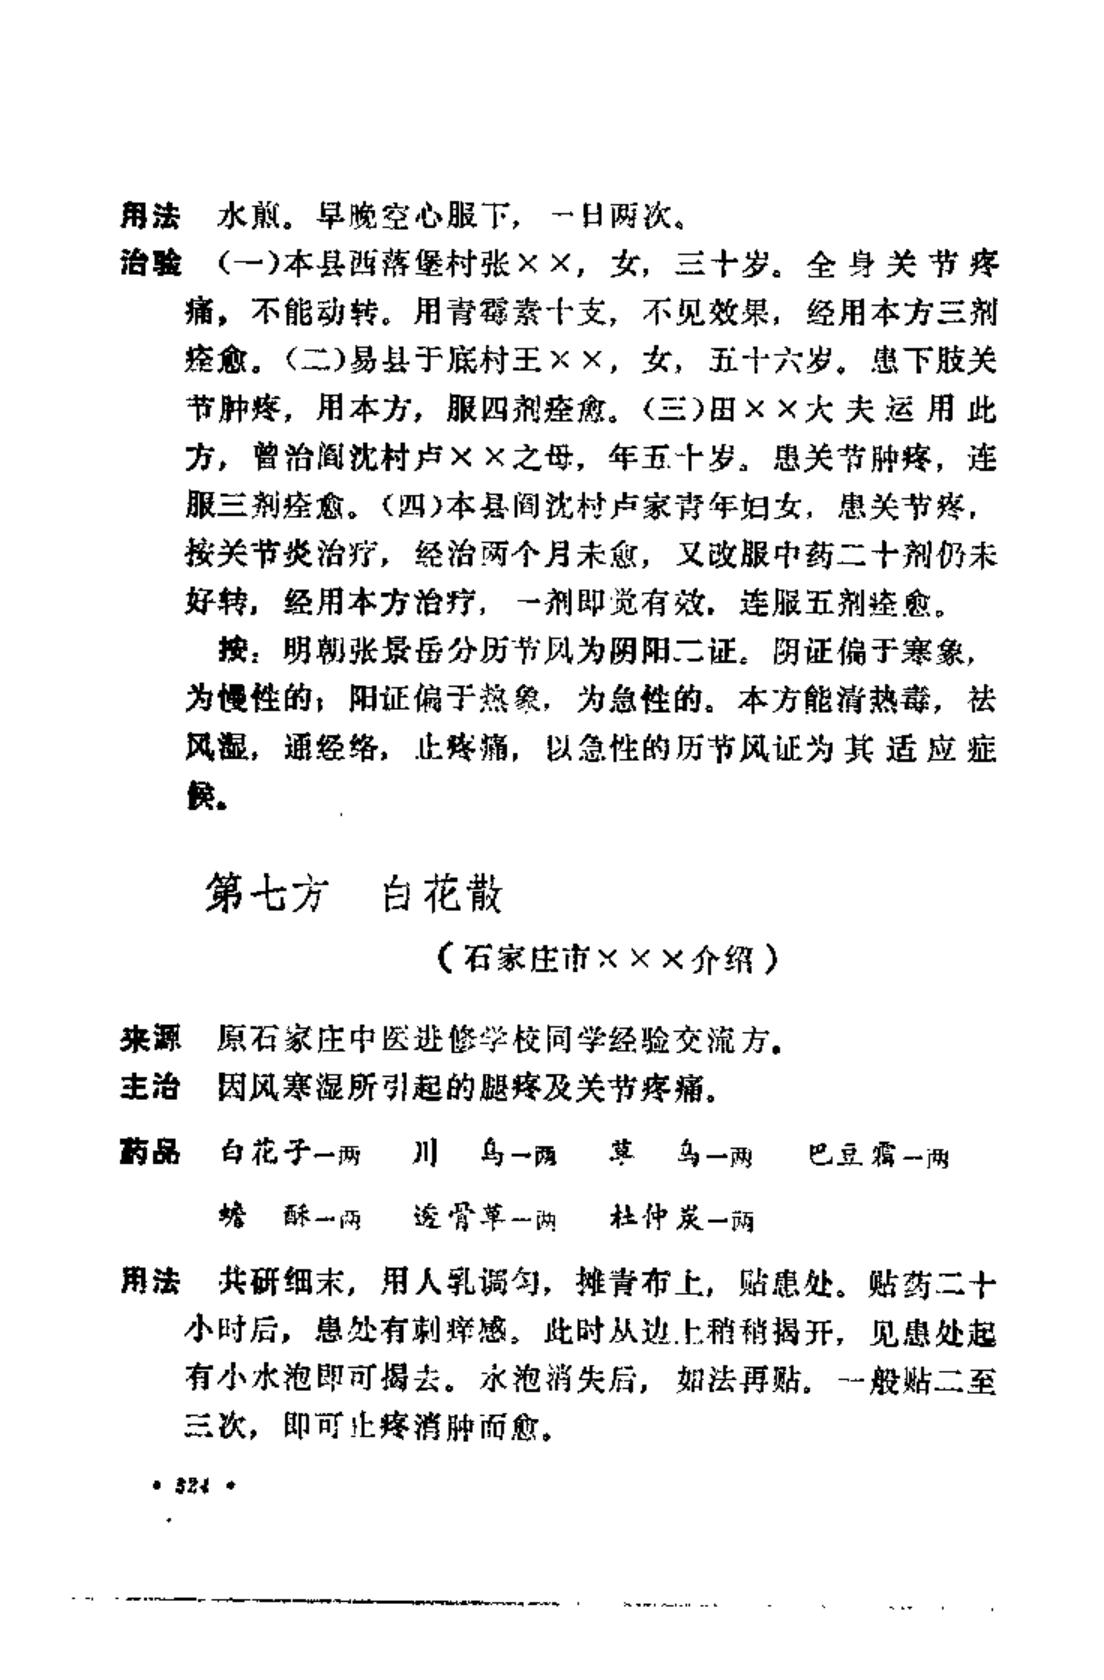 用法　水煎。早晚空心服下，一日两次。
治验　（一）本县西落堡村张××，女，三十岁。全身关节疼
痛，不能动转。用青霉素十支，不见效果，经用本方三剂
痊愈。（二）易县于底村王××，女，五十六岁。患下肢关
节肿疼，用本方，服四剂痊愈。（三）田××大夫运用此
方，曾治阎沈村卢××之母，年五十岁。患关节肿疼，连
服三剂痊愈。（四）本县阎沈村卢家青年妇女，患关节疼，
按关节炎治疗，经治两个月未愈，又改服中药二十剂仍未
好转，经用本方治疗，一剂即觉有效，连服五剂痊愈。
按：明朝张景岳分历节风为阴阳二证。阴证偏于寒象，
为慢性的；阳证偏于热象，为急性的。本方能清热毒，祛
风湿，通经络，止疼痛，以急性的历节风证为其适应症
候。
第七方　白花散
（石家庄市×××介绍）
来源　原石家庄中医进修学校同学经验交流方。
主治　因风寒湿所引起的腿疼及关节疼痛。
药品　白花子一两　川乌一两　草乌一两　巴豆霜一两
蟾酥一两　透骨草一两　杜仲炭一两
用法　共研细末，用人乳调匀，摊青布上，贴患处。贴药二十
小时后，患处有刺痒感。此时从边上稍稍揭开，见患处起
有小水泡即可揭去。水泡消失后，如法再贴。一般贴二至
三次，即可止疼消肿而愈。
• 524 •